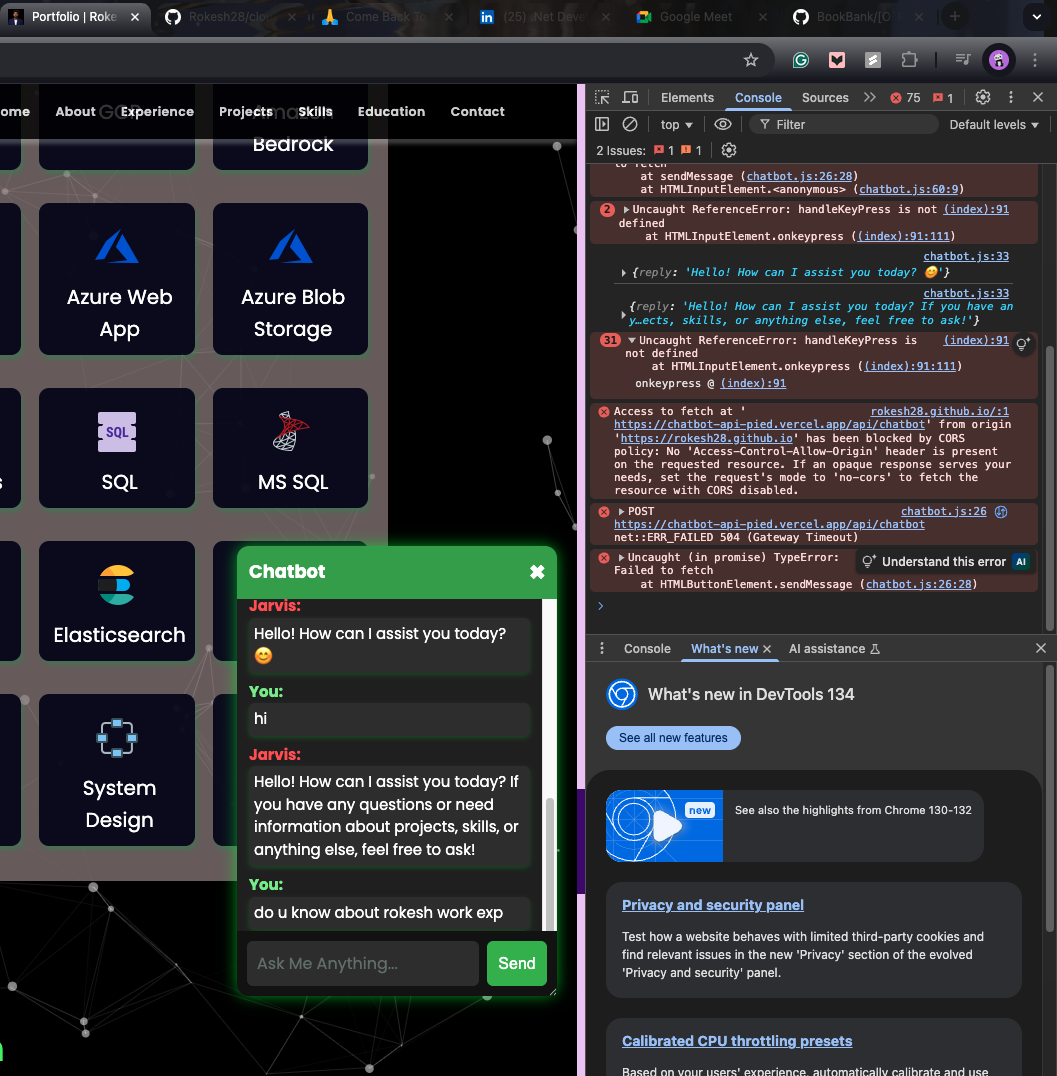 Portfolio | Roke
Rokesh28/clo
Come Back To
(25) .Net Deve
Google Meet
BookBank/[O
ome
About
GCP
Experience
Projects
Amazon
Skills
Education
Contact
Bedrock
Azure Web
App
Azure Blob
Storage
s
SQL
SQL
MS SQL
Elasticsearch
System
Design
Chatbot
✖
Jarvis:
Hello! How can I assist you today?
😊
You:
hi
Jarvis:
Hello! How can I assist you today? If
you have any questions or need
information about projects, skills, or
anything else, feel free to ask!
You:
do u know about rokesh work exp
Ask Me Anything...
Send
Elements
Console
Sources
75
1
top
Filter
Default levels
2 Issues:
1
1
to fetch
at sendMessage (chatbot.js:26:28)
at HTMLInputElement.<anonymous> (chatbot.js:60:9)
2
Uncaught ReferenceError: handleKeyPress is not (index):91
defined
at HTMLInputElement.onkeypress ((index):91:111)
chatbot.js:33
{reply: 'Hello! How can I assist you today? 😊'}
chatbot.js:33
{reply: 'Hello! How can I assist you today? If you have an
y…ects, skills, or anything else, feel free to ask!'}
31
Uncaught ReferenceError: handleKeyPress is (index):91
not defined
at HTMLInputElement.onkeypress ((index):91:111)
onkeypress @ (index):91
Access to fetch at ' rokesh28.github.io/:1
https://chatbot-api-pied.vercel.app/api/chatbot' from origin
'https://rokesh28.github.io' has been blocked by CORS
policy: No 'Access-Control-Allow-Origin' header is present
on the requested resource. If an opaque response serves your
needs, set the request's mode to 'no-cors' to fetch the
resource with CORS disabled.
POST chatbot.js:26
https://chatbot-api-pied.vercel.app/api/chatbot
net::ERR_FAILED 504 (Gateway Timeout)
Uncaught (in promise) TypeError:
Understand this error AI
Failed to fetch
at HTMLButtonElement.sendMessage (chatbot.js:26:28)
Console
What's new
AI assistance
What's new in DevTools 134
See all new features
new
See also the highlights from Chrome 130-132
Privacy and security panel
Test how a website behaves with limited third-party cookies and
find relevant issues in the new 'Privacy' section of the evolved
'Privacy and security' panel.
Calibrated CPU throttling presets
Based on your users' experience, automatically calibrate and use